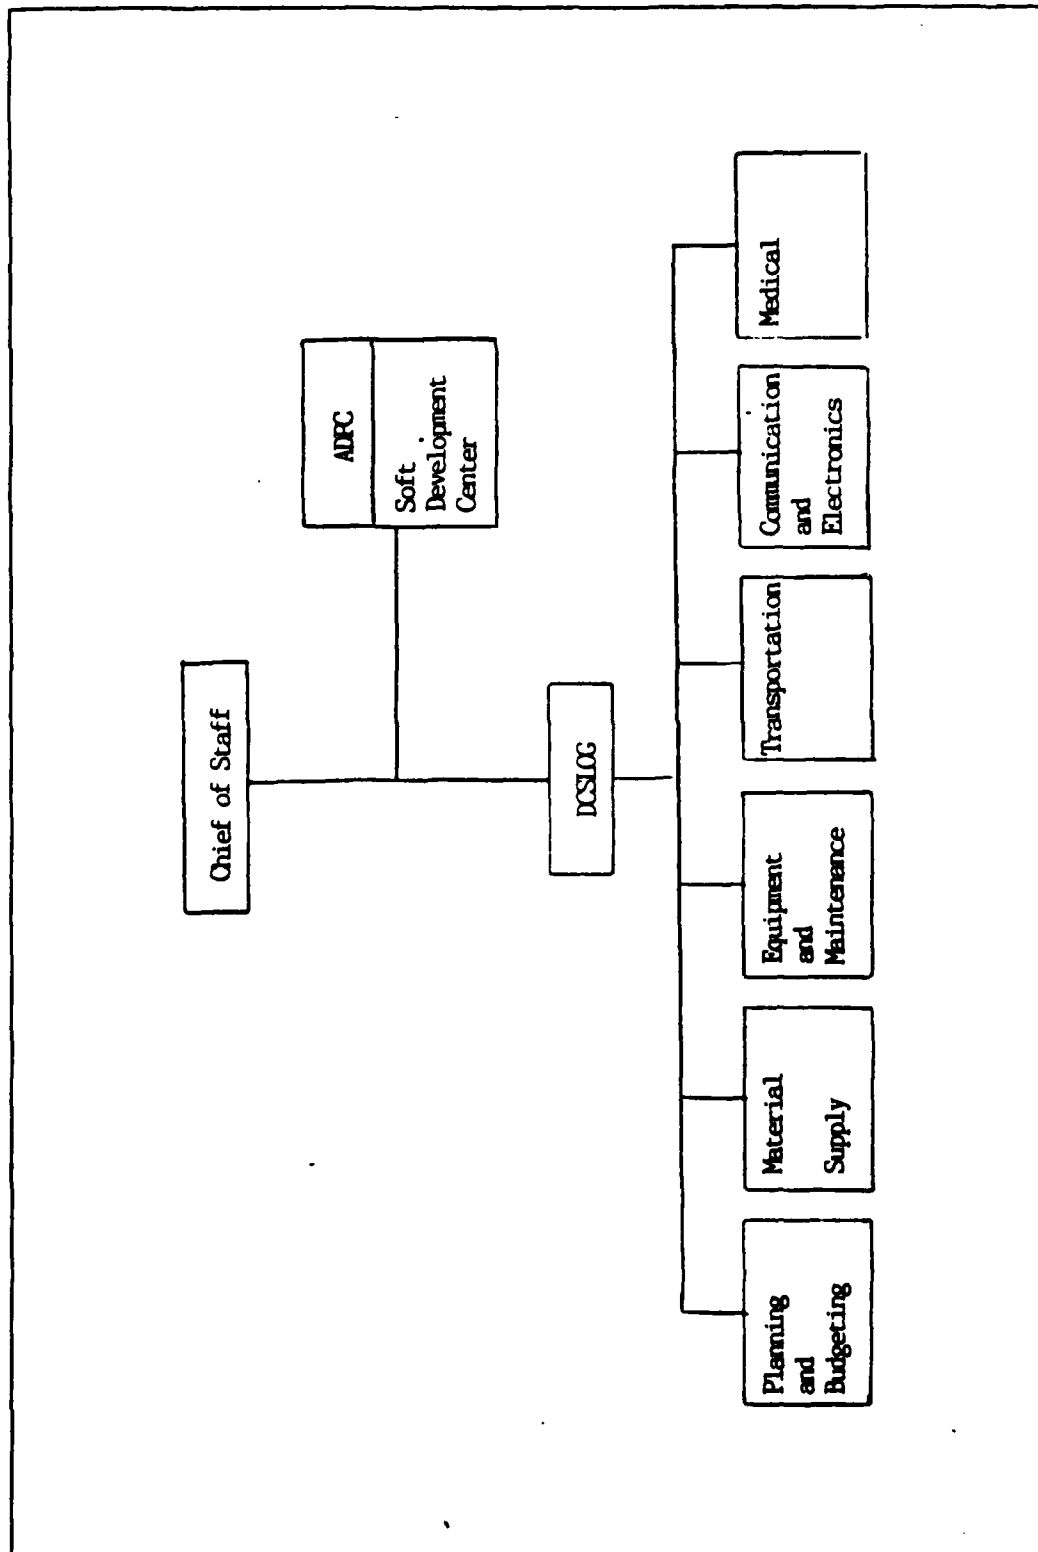 Chief of Staff
ADPC
Soft
Development
Center
DCSLOG
Planning
and
Budgeting
Material
Supply
Equipment
and
Maintenance
Transportation
Communication
and
Electronics
Medical